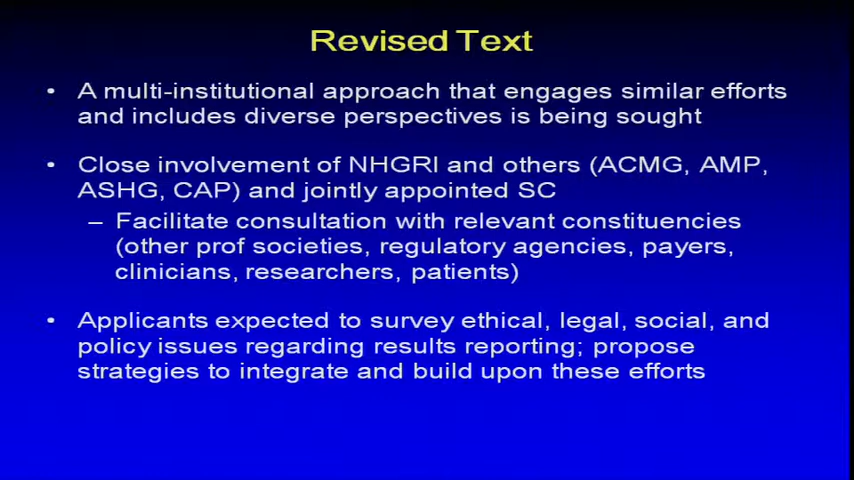 Revised Text
• A multi-institutional approach that engages similar efforts
and includes diverse perspectives is being sought
• Close involvement of NHGRI and others (ACMG, AMP,
ASHG, CAP) and jointly appointed SC
– Facilitate consultation with relevant constituencies
(other prof societies, regulatory agencies, payers,
clinicians, researchers, patients)
• Applicants expected to survey ethical, legal, social, and
policy issues regarding results reporting; propose
strategies to integrate and build upon these efforts